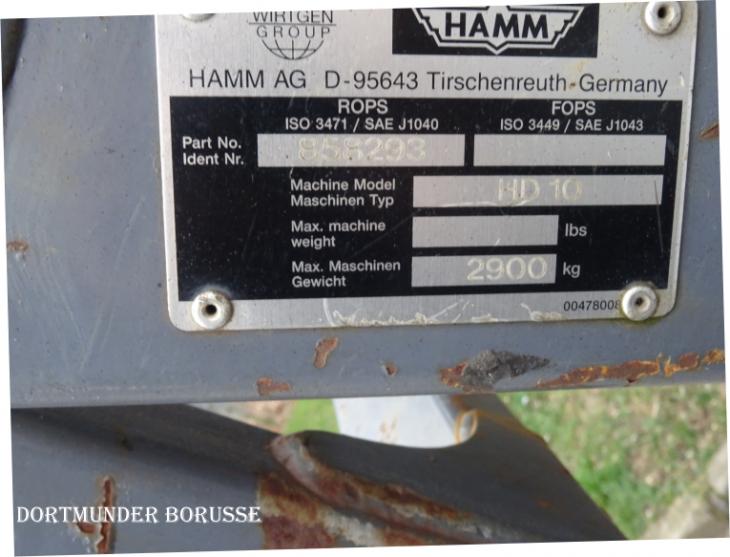 WIRTGEN
GROUP
HAMM
HAMM AG D-95643 Tirschenreuth-Germany
ROPS
ISO 3471 / SAE J1040
FOPS
ISO 3449 / SAE J1043
Part No.
Ident Nr.
858293
Machine Model
Maschinen Typ
HD 10
Max. machine
weight
lbs
Max. Maschinen
Gewicht
2900 kg
00478008
DORTMUNDER BORUSSE